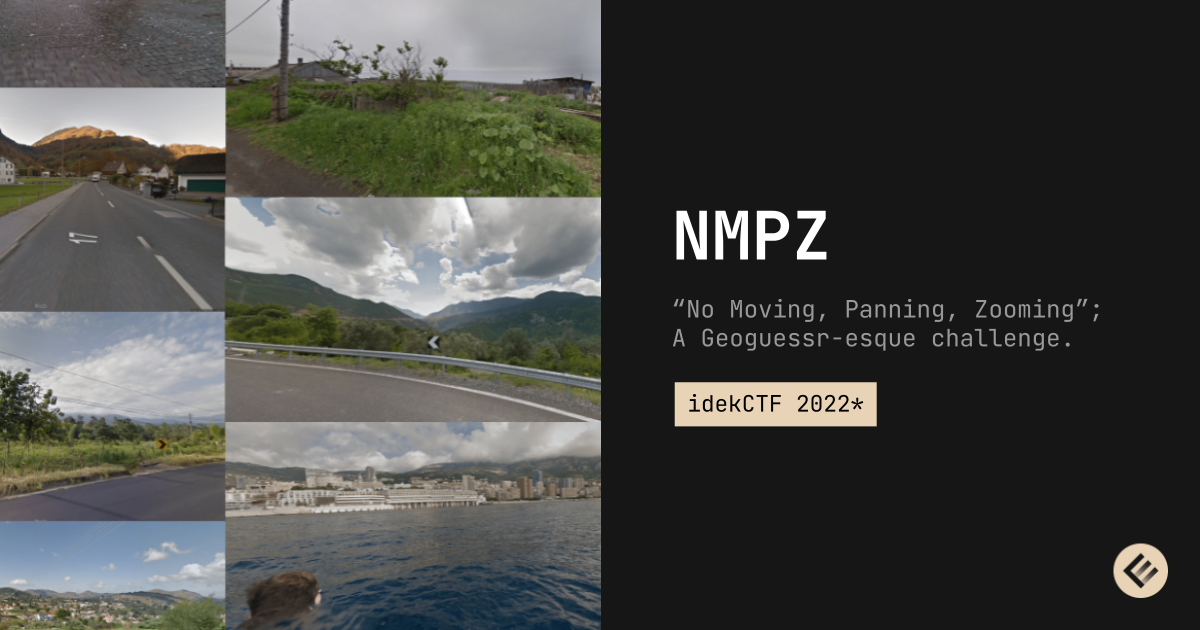 NMPZ
“No Moving, Panning, Zooming”;
A Geoguessr-esque challenge.
idekCTF 2022*